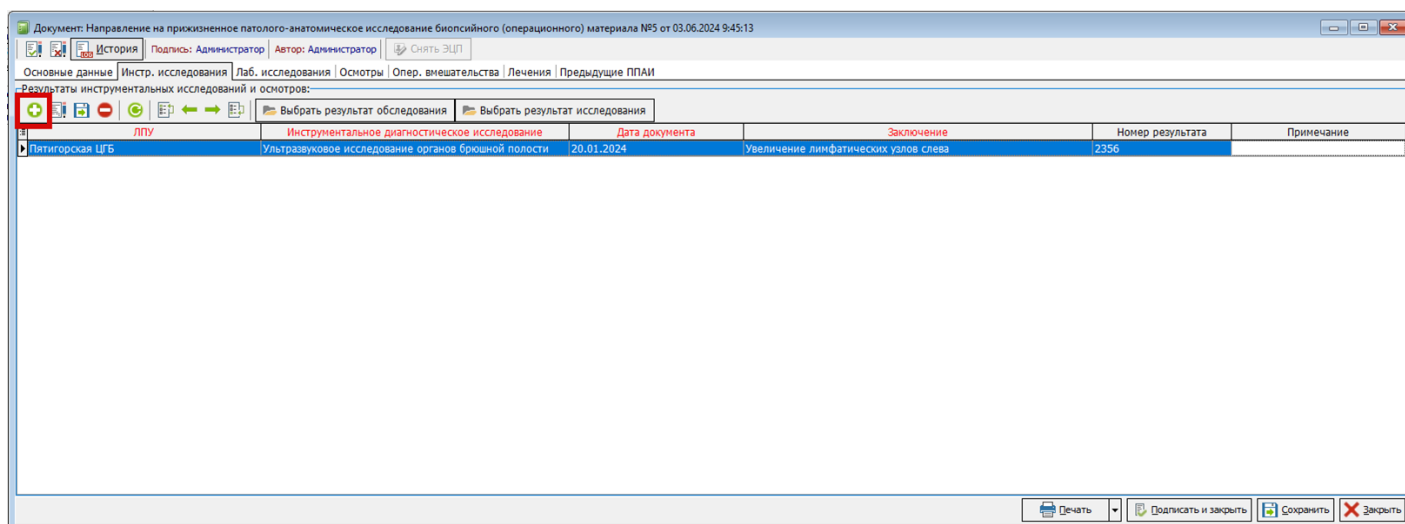 Документ: Направление на прижизненное патолого-анатомическое исследование биопсийного (операционного) материала №5 от 03.06.2024 9:45:13
История Подпись: Администратор Автор: Администратор Снять ЭЦП
Основные данные Инстр. исследования Лаб. исследования Осмотры Опер. вмешательства Лечения Предыдущие ППАИ
Результаты инструментальных исследований и осмотров:
Выбрать результат обследования Выбрать результат исследования
ЛПУ Инструментальное диагностическое исследование Дата документа Заключение Номер результата Примечание
Пятигорская ЦГБ Ультразвуковое исследование органов брюшной полости 20.01.2024 Увеличение лимфатических узлов слева 2356
Печать Подписать и закрыть Сохранить Закрыть